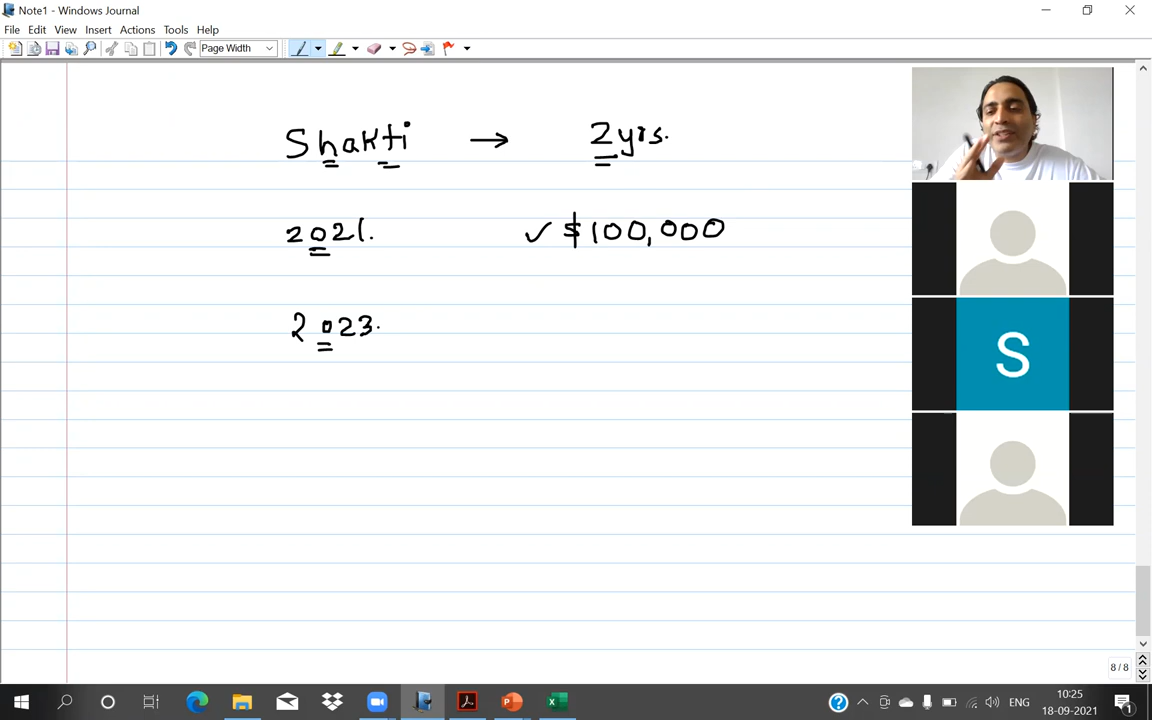 Note1 - Windows Journal
File Edit View Insert Actions Tools Help
Page Width
Shakti → 2yrs.
2021. ✓ $100,000
2023.
S
8 / 8
ENG
10:25
18-09-2021
1